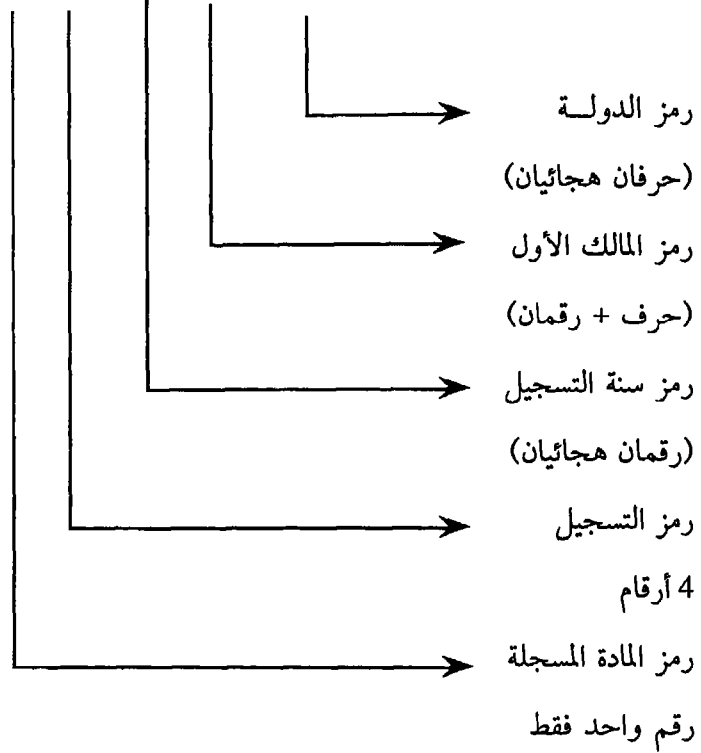 رمز الدولـــة
(حرفان هجائيان)
رمز المالك الأول
(حرف + رقمان)
رمز سنة التسجيل
(رقمان هجائيان)
رمز التسجيل
4 أرقام
رمز المادة المسجلة
رقم واحد فقط